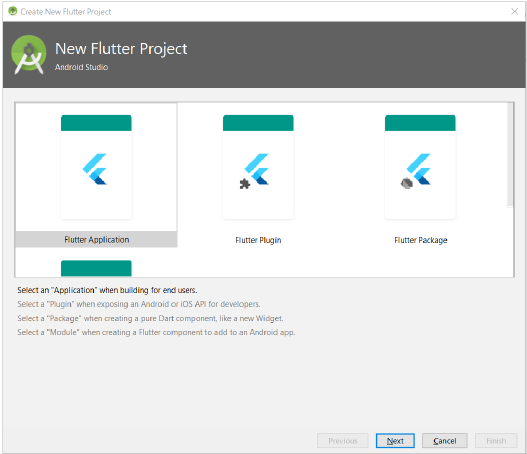 Create New Flutter Project
New Flutter Project
Android Studio
Flutter Application
Flutter Plugin
Flutter Package
Select an "Application" when building for end users.
Select a "Plugin" when exposing an Android or iOS API for developers.
Select a "Package" when creating a pure Dart component, like a new Widget.
Select a "Module" when creating a Flutter component to add to an Android app.
Previous
Next
Cancel
Finish